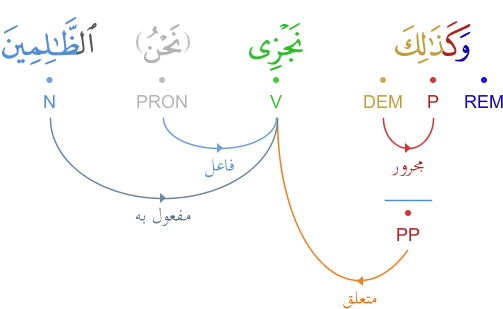 وَكَذَٰلِكَ نَجْزِى (نَحْنُ) ٱلظَّـٰلِمِينَ
REM P DEM V PRON N
مجرور
فاعل
مفعول به
PP
متعلق